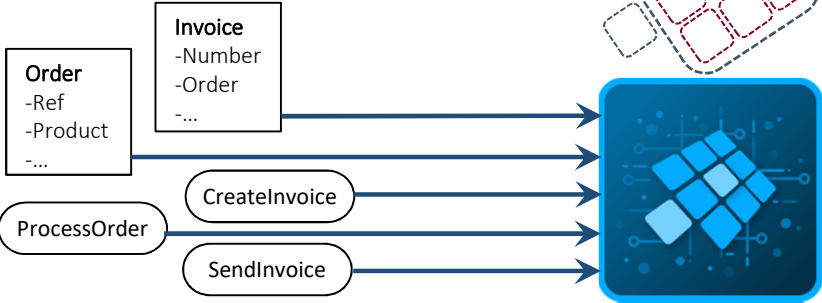 Invoice
-Number
-Order
-...
Order
-Ref
-Product
-...
CreateInvoice
ProcessOrder
SendInvoice